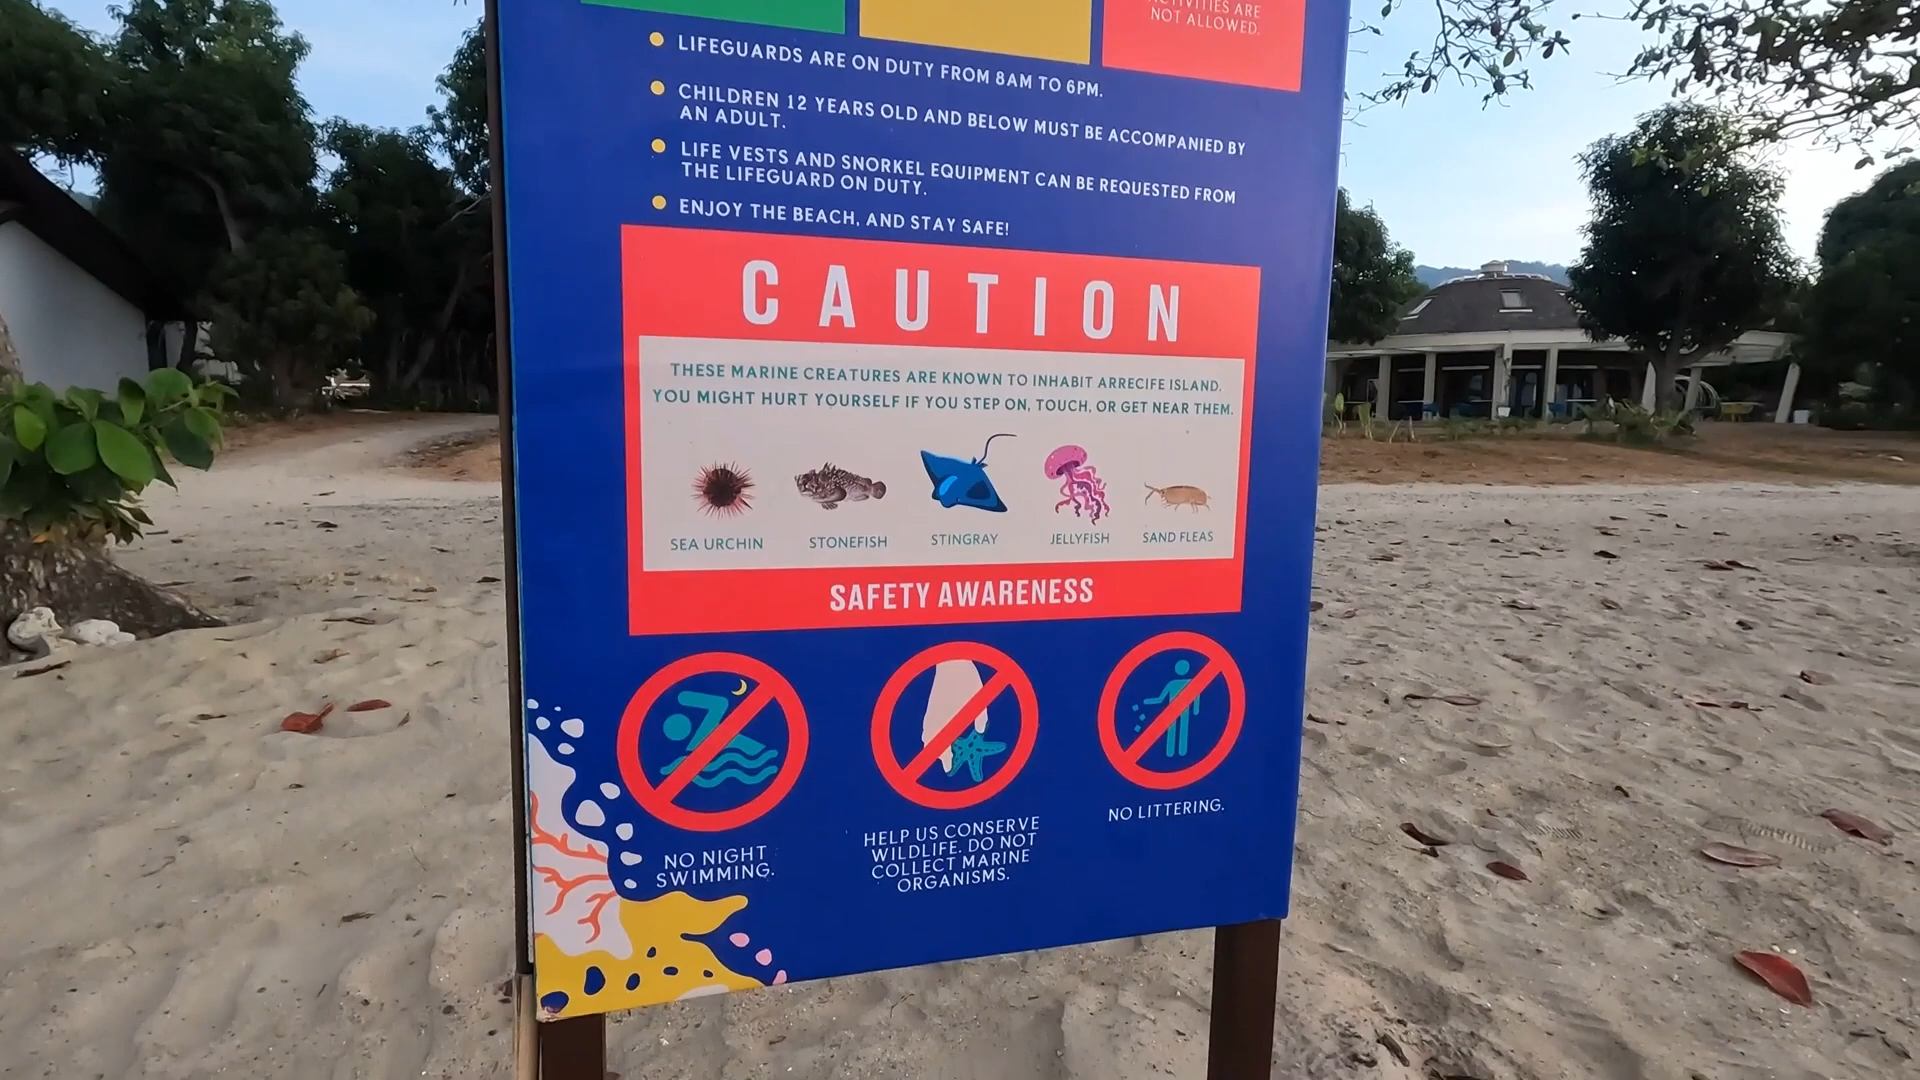 ACTIVITIES ARE
NOT ALLOWED.
LIFEGUARDS ARE ON DUTY FROM 8AM TO 6PM.
CHILDREN 12 YEARS OLD AND BELOW MUST BE ACCOMPANIED BY
AN ADULT.
LIFE VESTS AND SNORKEL EQUIPMENT CAN BE REQUESTED FROM
THE LIFEGUARD ON DUTY.
ENJOY THE BEACH, AND STAY SAFE!
CAUTION
THESE MARINE CREATURES ARE KNOWN TO INHABIT ARRECIFE ISLAND.
YOU MIGHT HURT YOURSELF IF YOU STEP ON, TOUCH, OR GET NEAR THEM.
SEA URCHIN
STONEFISH
STINGRAY
JELLYFISH
SAND FLEAS
SAFETY AWARENESS
NO NIGHT
SWIMMING.
HELP US CONSERVE
WILDLIFE. DO NOT
COLLECT MARINE
ORGANISMS.
NO LITTERING.